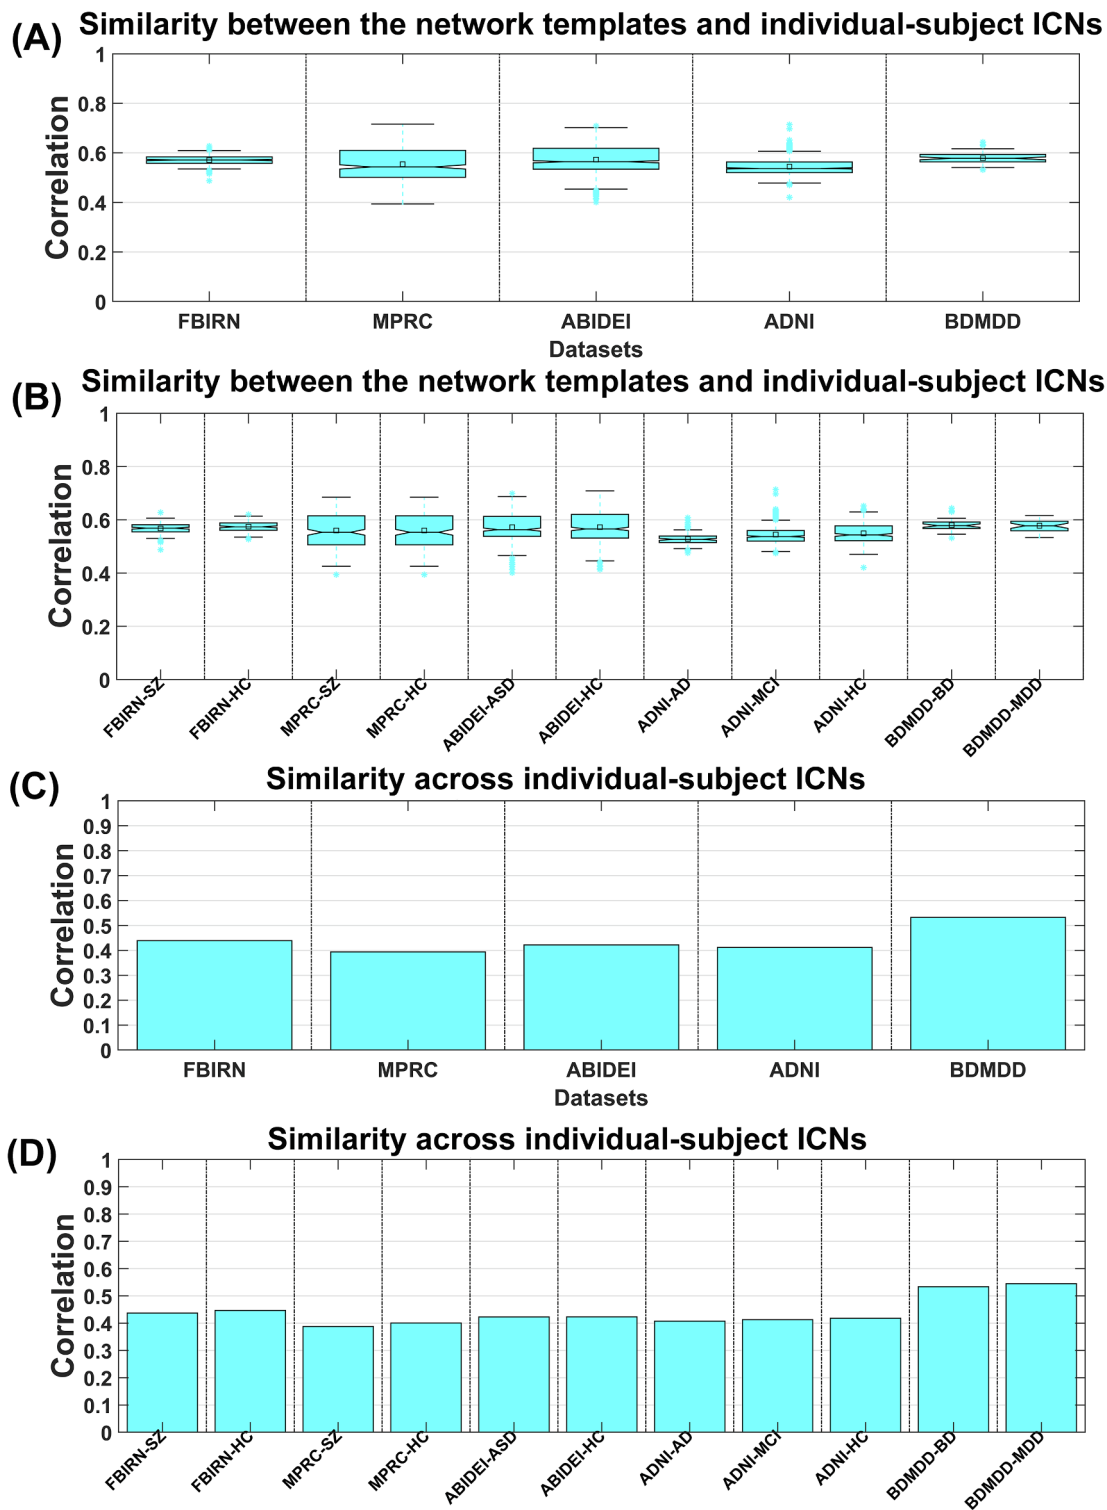 (A) Similarity between the network templates and individual-subject ICNs
1
0.8
0.6
0.4
0.2
0
Correlation
FBIRN MPRC ABIDEI ADNI BDMDD
Datasets
(B) Similarity between the network templates and individual-subject ICNs
1
0.8
0.6
0.4
0.2
0
Correlation
FBIRN-SZ FBIRN-HC MPRC-SZ MPRC-HC ABIDEI-ASD ABIDEI-HC ADNI-AD ADNI-MCI ADNI-HC BDMDD-BD BDMDD-MDD
(C) Similarity across individual-subject ICNs
1
0.9
0.8
0.7
0.6
0.5
0.4
0.3
0.2
0.1
0
Correlation
FBIRN MPRC ABIDEI ADNI BDMDD
Datasets
(D) Similarity across individual-subject ICNs
1
0.9
0.8
0.7
0.6
0.5
0.4
0.3
0.2
0.1
0
Correlation
FBIRN-SZ FBIRN-HC MPRC-SZ MPRC-HC ABIDEI-ASD ABIDEI-HC ADNI-AD ADNI-MCI ADNI-HC BDMDD-BD BDMDD-MDD